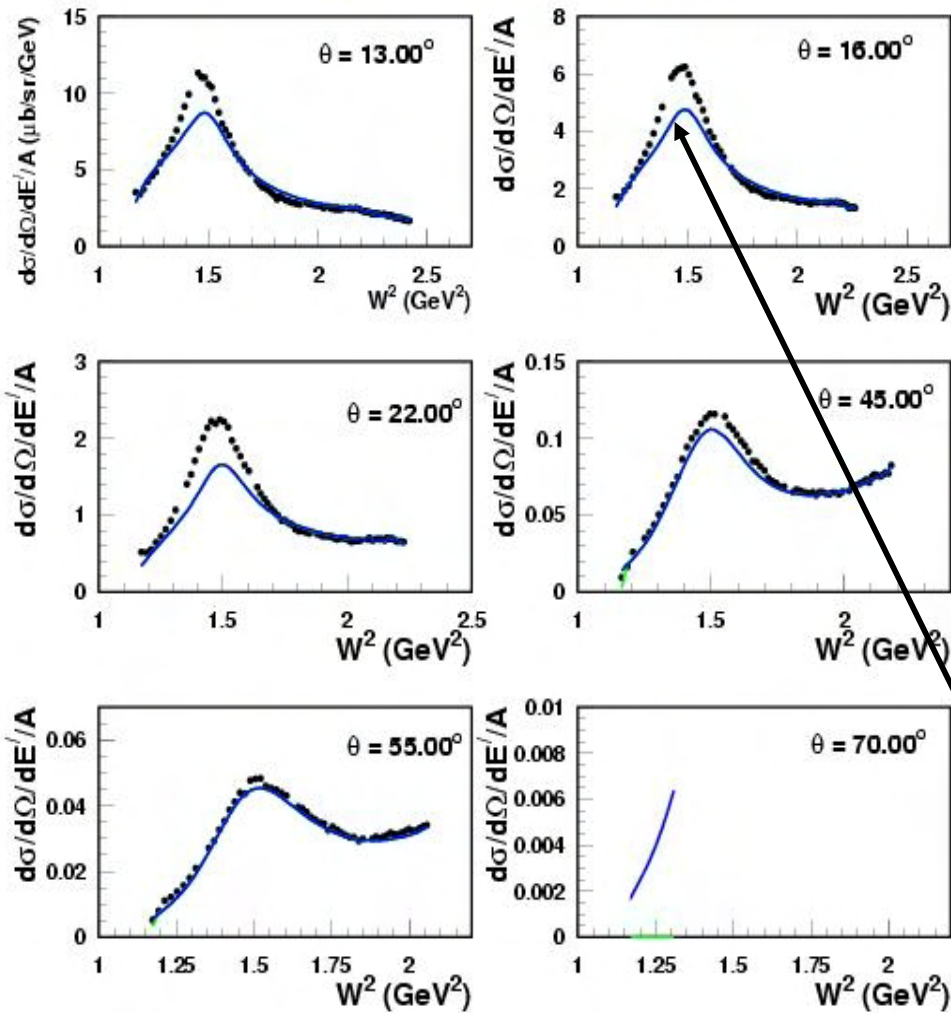 dσ/dΩ/dE'/A (μb/sr/GeV)
15
10
5
0
θ = 13.00°
1 1.5 2 2.5
W² (GeV²)
dσ/dΩ/dE'/A
8
6
4
2
0
θ = 16.00°
1 1.5 2 2.5
W² (GeV²)
dσ/dΩ/dE'/A
3
2
1
0
θ = 22.00°
1 1.5 2 2.5
W² (GeV²)
dσ/dΩ/dE'/A
0.15
0.1
0.05
0
θ = 45.00°
1 1.5 2
W² (GeV²)
dσ/dΩ/dE'/A
0.06
0.04
0.02
0
θ = 55.00°
1 1.25 1.5 1.75 2
W² (GeV²)
dσ/dΩ/dE'/A
0.01
0.008
0.006
0.004
0.002
0
θ = 70.00°
1 1.25 1.5 1.75 2
W² (GeV²)